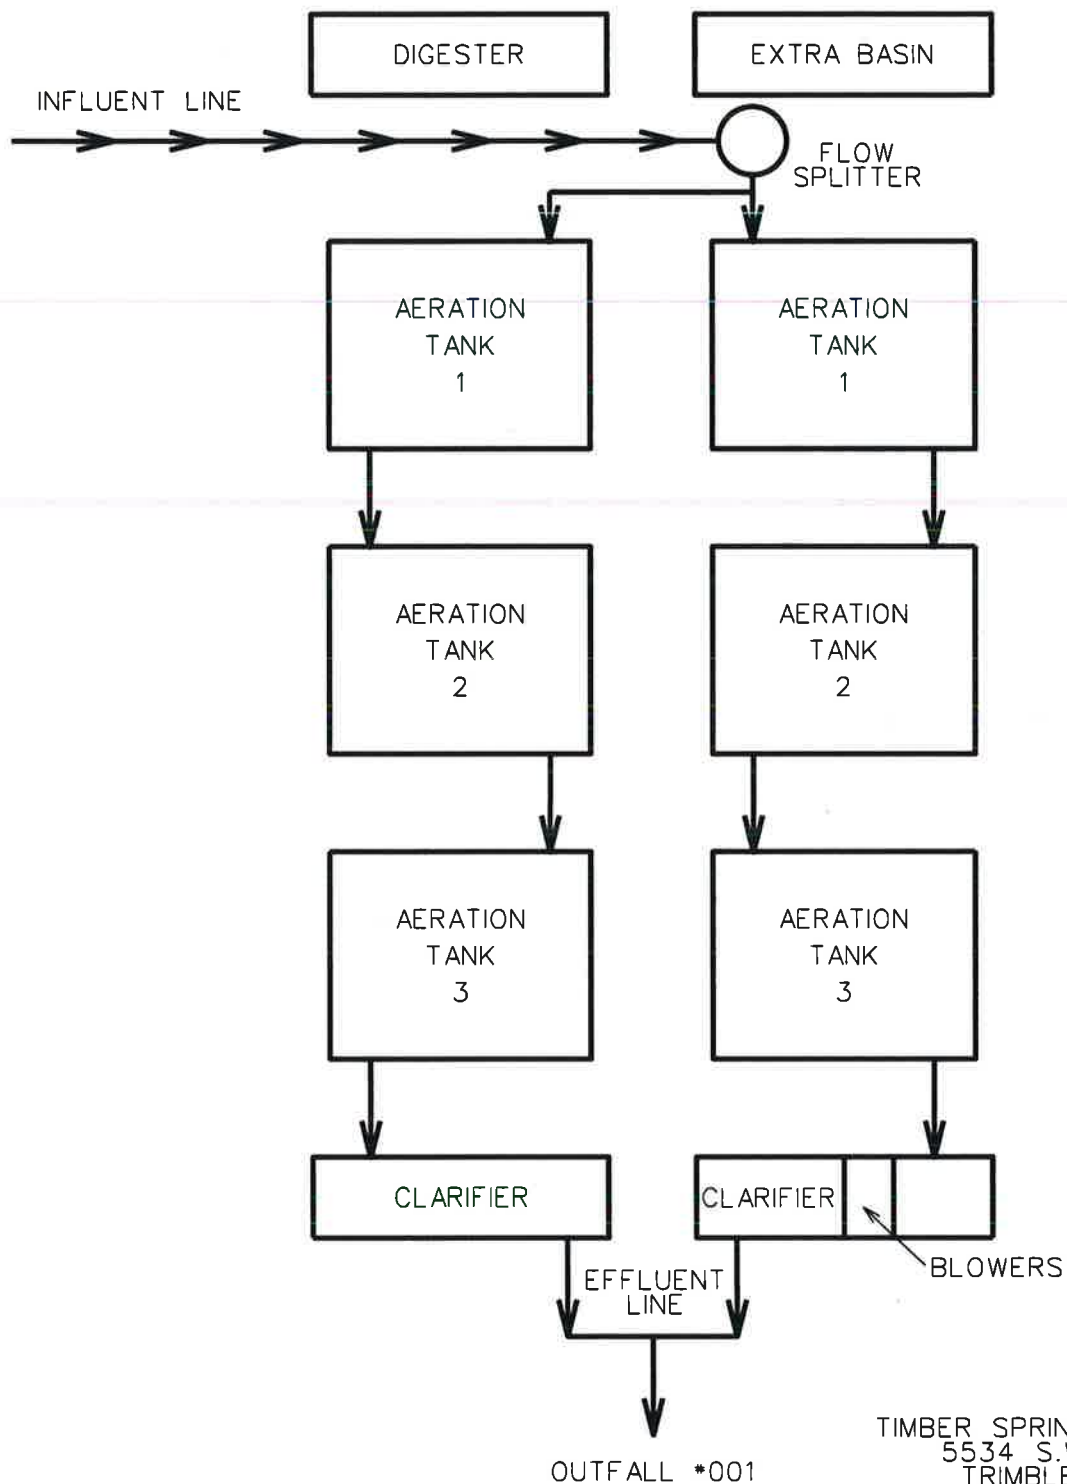 DIGESTER
EXTRA BASIN
INFLUENT LINE
FLOW
SPLITTER
AERATION
TANK
1
AERATION
TANK
1
AERATION
TANK
2
AERATION
TANK
2
AERATION
TANK
3
AERATION
TANK
3
CLARIFIER
CLARIFIER
BLOWERS
EFFLUENT
LINE
OUTFALL *001
TIMBER
5534 S.